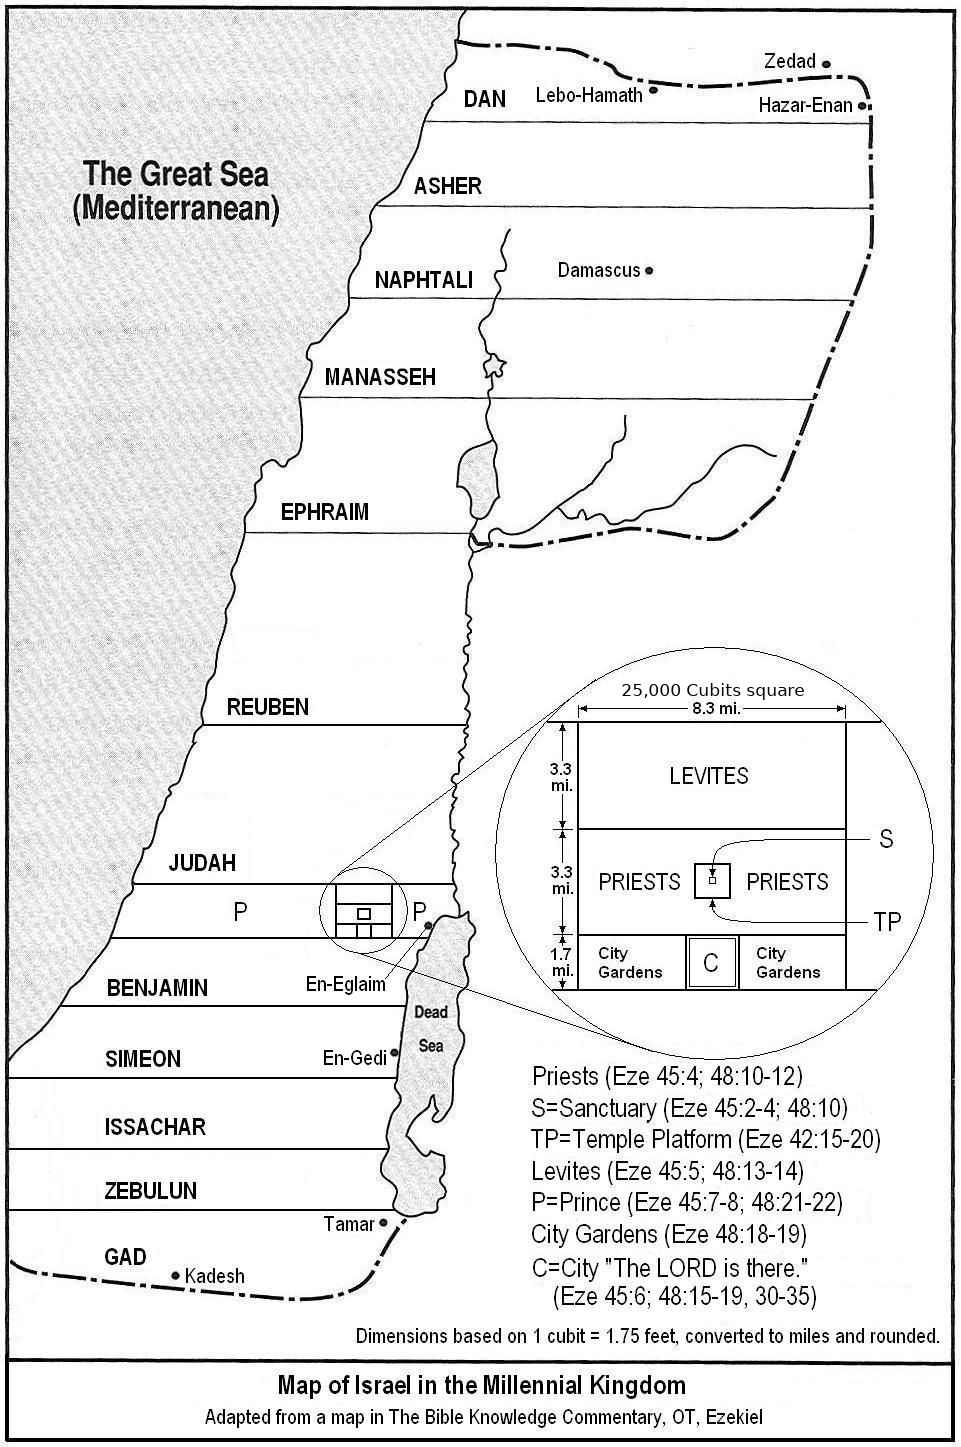 Zedad
Lebo-Hamath
DAN
Hazar-Enan
The Great Sea
(Mediterranean)
ASHER
NAPHTALI
Damascus
MANASSEH
EPHRAIM
REUBEN
25,000 Cubits square
8.3 mi.
3.3
mi.
LEVITES
JUDAH
S
3.3
mi.
PRIESTS
PRIESTS
P
P
TP
1.7
mi.
City
Gardens
C
City
Gardens
En-Eglaim
BENJAMIN
Dead
Sea
SIMEON
En-Gedi
Priests (Eze 45:4; 48:10-12)
S=Sanctuary (Eze 45:2-4; 48:10)
TP=Temple Platform (Eze 42:15-20)
Levites (Eze 45:5; 48:13-14)
P=Prince (Eze 45:7-8; 48:21-22)
City Gardens (Eze 48:18-19)
C=City "The LORD is there."
(Eze 45:6; 48:15-19, 30-35)
ISSACHAR
ZEBULUN
Tamar
GAD
Kadesh
Dimensions based on 1 cubit = 1.75 feet, converted to miles and rounded.
Map of Israel in the Millennial Kingdom
Adapted from a map in The Bible Knowledge Commentary, OT, Ezekiel